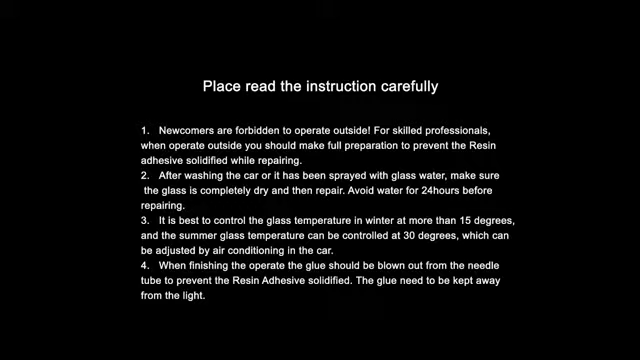 Place read the instruction carefully
1. Newcomers are forbidden to operate outside! For skilled professionals,
when operate outside you should make full preparation to prevent the Resin
adhesive solidified while repairing.
2. After washing the car or it has been sprayed with glass water, make sure
the glass is completely dry and then repair. Avoid water for 24hours before
repairing.
3. It is best to control the glass temperature in winter at more than 15 degrees,
and the summer glass temperature can be controlled at 30 degrees, which can
be adjusted by air conditioning in the car.
4. When finishing the operate the glue should be blown out from the needle
tube to prevent the Resin Adhesive solidified. The glue need to be kept away
from the light.